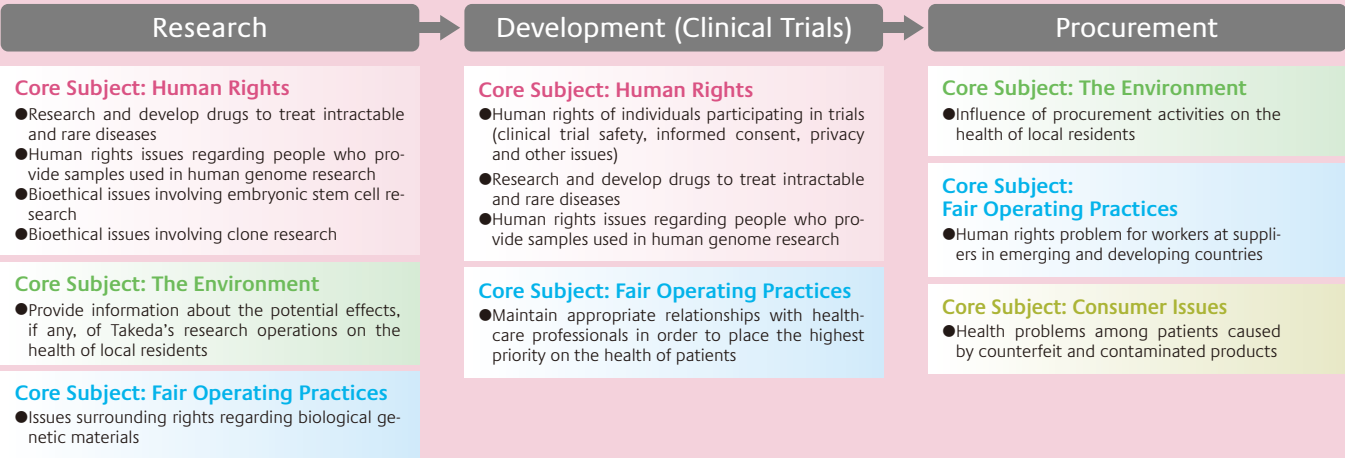 Research
Core Subject: Human Rights
●Research and develop drugs to treat intractable
and rare diseases
●Human rights issues regarding people who pro-
vide samples used in human genome research
●Bioethical issues involving embryonic stem cell re-
search
●Bioethical issues involving clone research
Core Subject: The Environment
●Provide information about the potential effects,
if any, of Takeda’s research operations on the
health of local residents
Core Subject: Fair Operating Practices
●Issues surrounding rights regarding biological ge-
netic materials
Development (Clinical Trials)
Core Subject: Human Rights
●Human rights of individuals participating in trials
(clinical trial safety, informed consent, privacy
and other issues)
●Research and develop drugs to treat intractable
and rare diseases
●Human rights issues regarding people who pro-
vide samples used in human genome research
Core Subject: Fair Operating Practices
●Maintain appropriate relationships with health-
care professionals in order to place the highest
priority on the health of patients
Procurement
Core Subject: The Environment
●Influence of procurement activities on the
health of local residents
Core Subject:
Fair Operating Practices
●Human rights problem for workers at suppli-
ers in emerging and developing countries
Core Subject: Consumer Issues
●Health problems among patients caused
by counterfeit and contaminated products